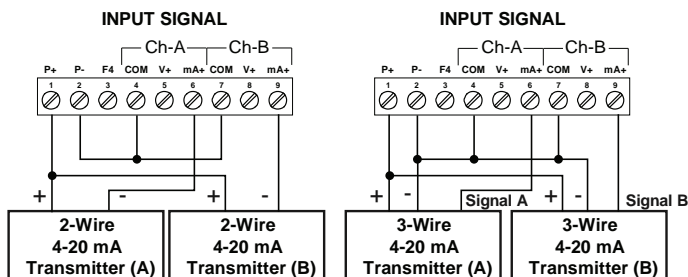 INPUT SIGNAL
Ch-A Ch-B
P+ P- F4 COM V+ mA+ COM V+ mA+
1 2 3 4 5 6 7 8 9
+ - + -
2-Wire
4-20 mA
Transmitter (A)
2-Wire
4-20 mA
Transmitter (B)
INPUT SIGNAL
Ch-A Ch-B
P+ P- F4 COM V+ mA+ COM V+ mA+
1 2 3 4 5 6 7 8 9
+ - Signal A + - Signal B
3-Wire
4-20 mA
Transmitter (A)
3-Wire
4-20 mA
Transmitter (B)